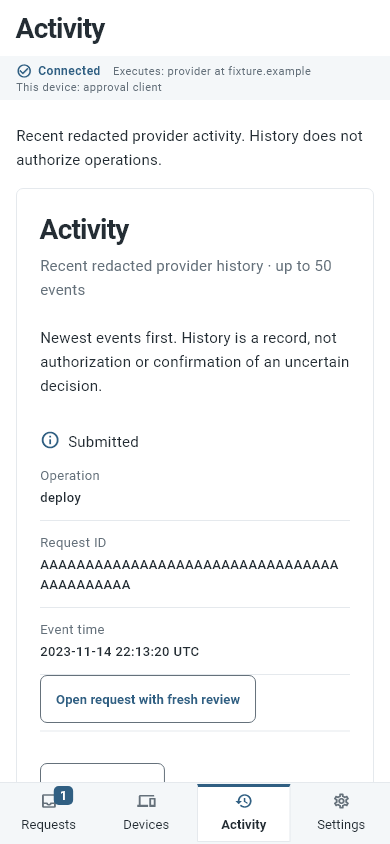 Activity
Connected Executes: provider at fixture.example
This device: approval client
Recent redacted provider activity. History does not
authorize operations.
Activity
Recent redacted provider history · up to 50
events
Newest events first. History is a record, not
authorization or confirmation of an uncertain
decision.
Submitted
Operation
deploy
Request ID
AAAAAAAAAAAAAAAAAAAAAAAAAAAAAAAAA
AAAAAAAAAA
Event time
2023-11-14 22:13:20 UTC
Open request with fresh review
1
Requests Devices Activity Settings